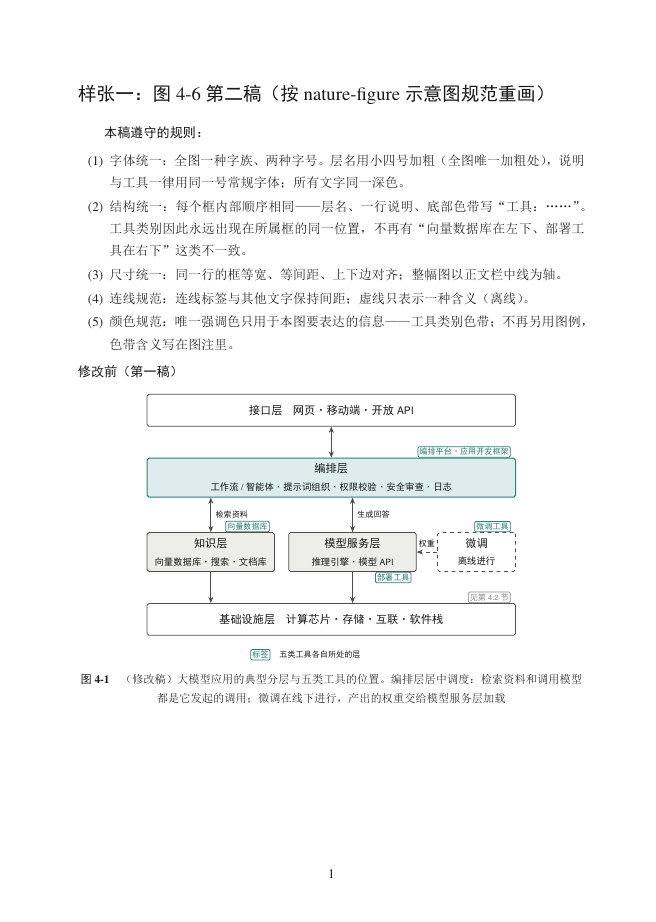 样张一：图 4-6 第二稿（按 nature-figure 示意图规范重画）
本稿遵守的规则：
(1) 字体统一：全图一种字族、两种字号。层名用小四号加粗（全图唯一加粗处），说明
与工具一律用同一号常规字体；所有文字同一深色。
(2) 结构统一：每个框内部顺序相同——层名、一行说明、底部色带写“工具：……”。
工具类别因此永远出现在所属框的同一位置，不再有“向量数据库在左下、部署工
具在右下”这类不一致。
(3) 尺寸统一：同一行的框等宽、等间距、上下边对齐；整幅图以正文栏中线为轴。
(4) 连线规范：连线标签与其他文字保持间距；虚线只表示一种含义（离线）。
(5) 颜色规范：唯一强调色只用于本图要表达的信息——工具类别色带；不再另用图例，
色带含义写在图注里。
修改前（第一稿）
接口层 网页・移动端・开放 API
编排平台・应用开发框架
编排层
工作流 / 智能体・提示词组织・权限校验・安全审查・日志
检索资料
生成回答
向量数据库
微调工具
知识层
向量数据库・搜索・文档库
模型服务层
推理引擎・模型 API
权重
微调
离线进行
部署工具
见第 4.2 节
基础设施层 计算芯片・存储・互联・软件栈
标签 五类工具各自所处的层
图 4-1 （修改稿）大模型应用的典型分层与五类工具的位置。编排层居中调度：检索资料和调用模型
都是它发起的调用；微调在线下进行，产出的权重交给模型服务层加载
1